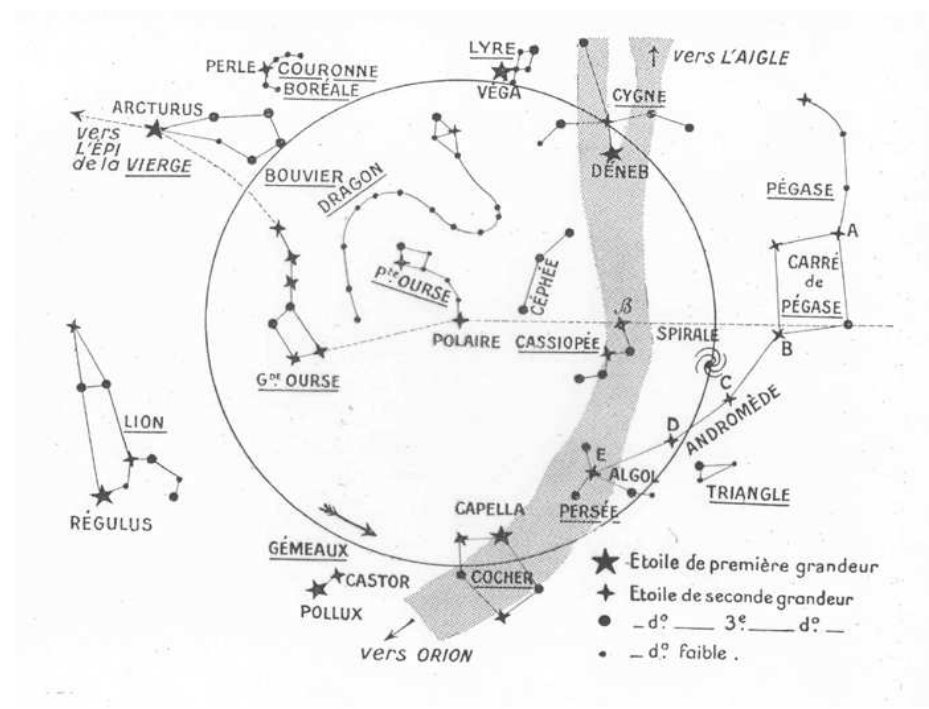 LYRE
VÉGA
vers L'AIGLE
PERLE
COURONNE
BORÉALE
CYGNE
ARCTURUS
vers
L'ÉPI
de la VIERGE
DÉNEB
BOUVIER
DRAGON
PÉGASE
A
CARRÉ
de
PÉGASE
Pte OURSE
CÉPHÉE
β
POLAIRE
CASSIOPÉE
SPIRALE
B
Gde OURSE
C
ANDROMÈDE
D
LION
E
ALGOL
PERSÉE
TRIANGLE
RÉGULUS
CAPELLA
GÉMEAUX
CASTOR
POLLUX
COCHER
vers ORION
Etoile de première grandeur
Etoile de seconde grandeur
_ dº. ___ 3e. ___ dº. _
_ dº. faible .